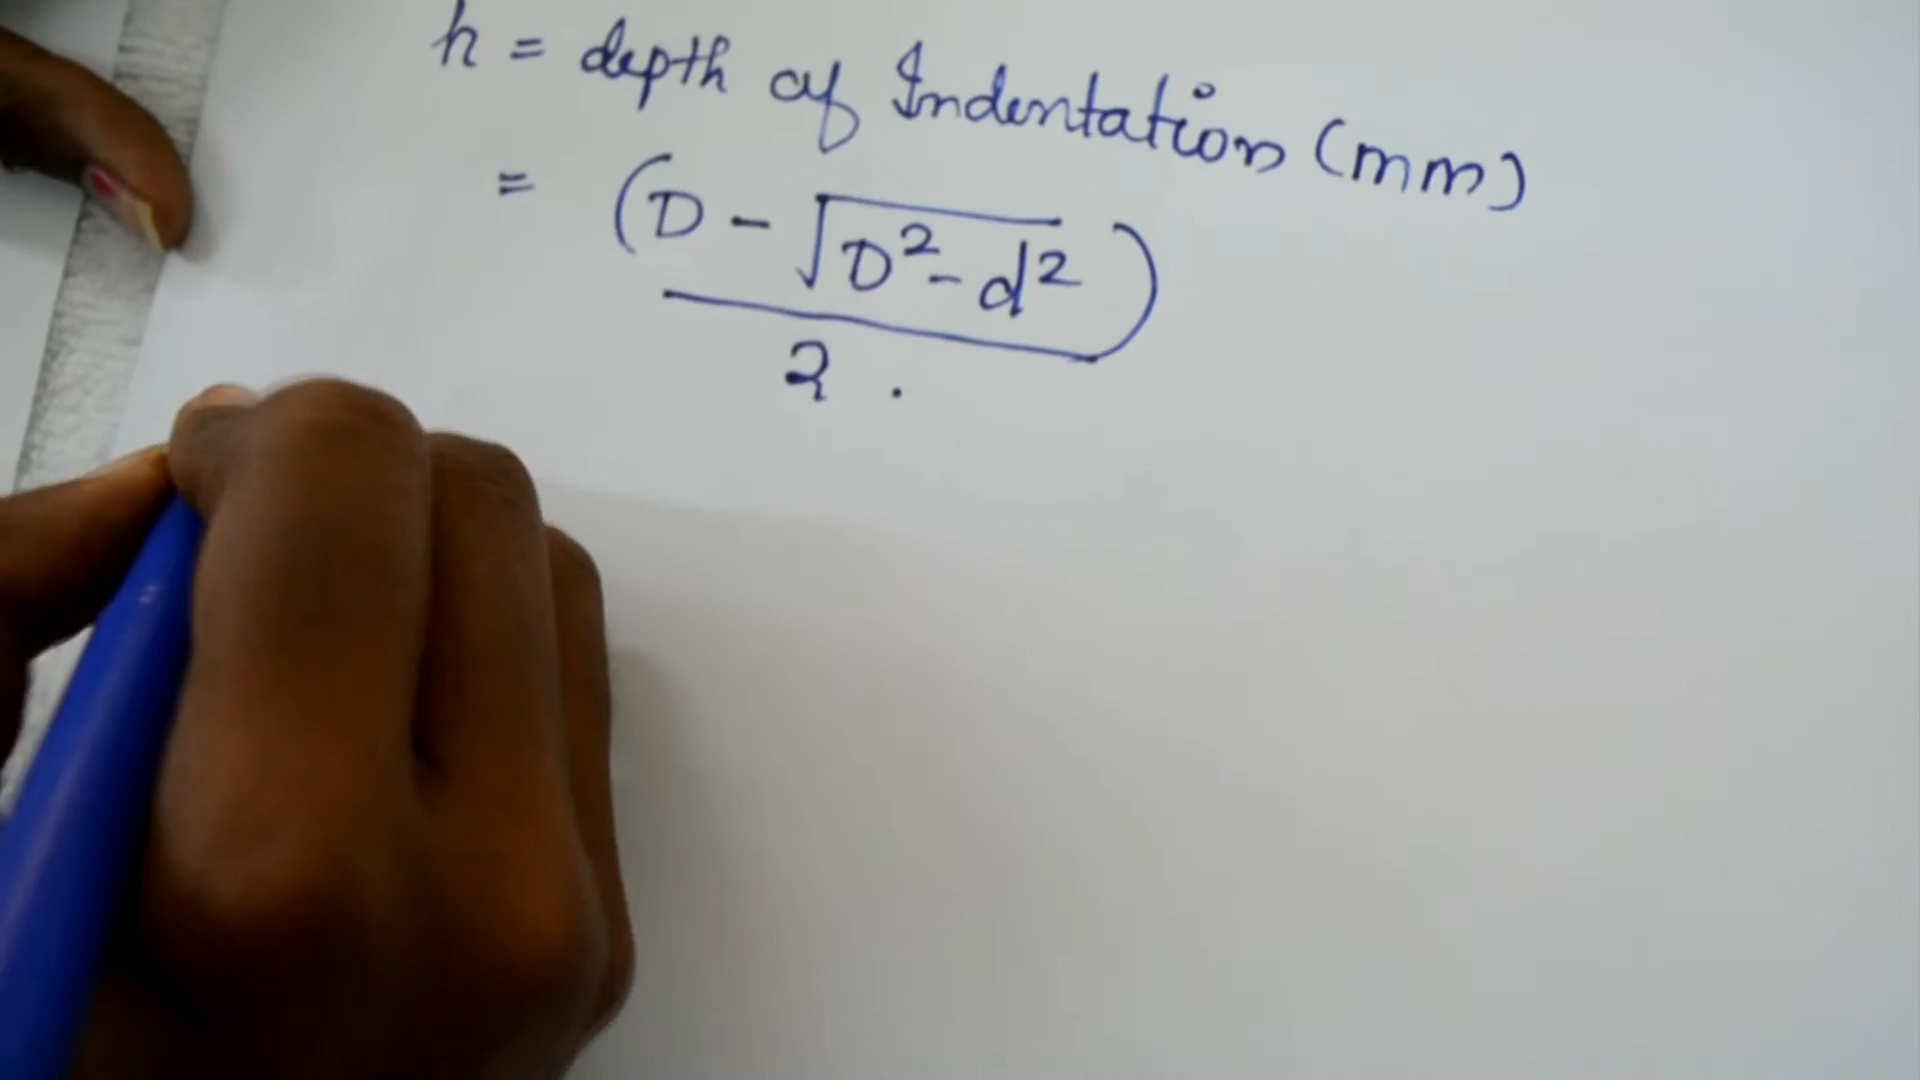 h = depth of Indentation (mm)
= (D - √D²-d²)
2 .